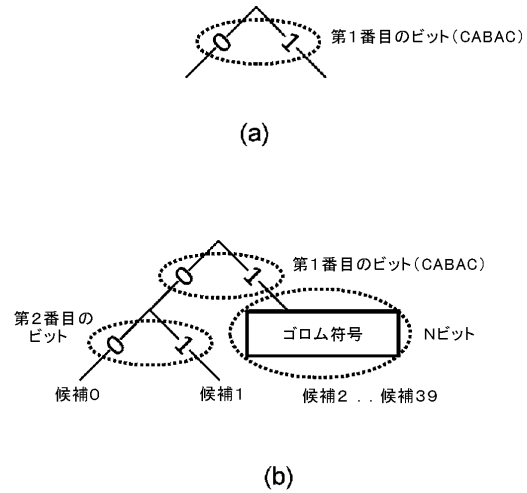 0 1 第1番目のビット(CABAC)
(a)
0 1 第1番目のビット(CABAC)
第2番目の
ビット
0 1 ゴロム符号 Nビット
候補0 候補1 候補2 . . 候補39
(b)